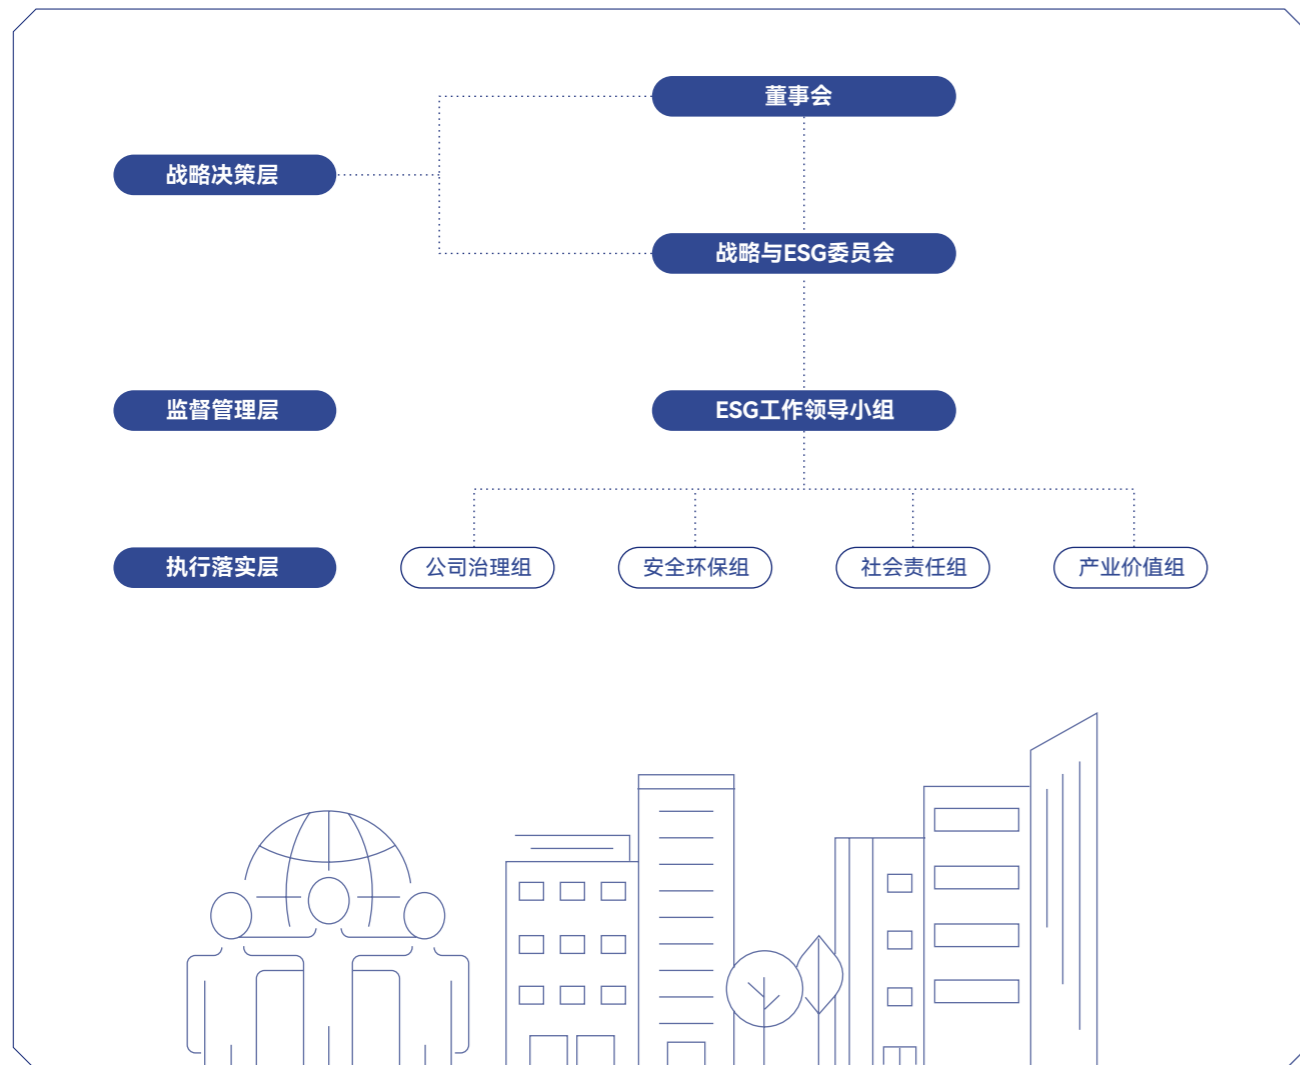 董事会
战略决策层
战略与ESG委员会
监督管理层
ESG工作领导小组
执行落实层
公司治理组
安全环保组
社会责任组
产业价值组